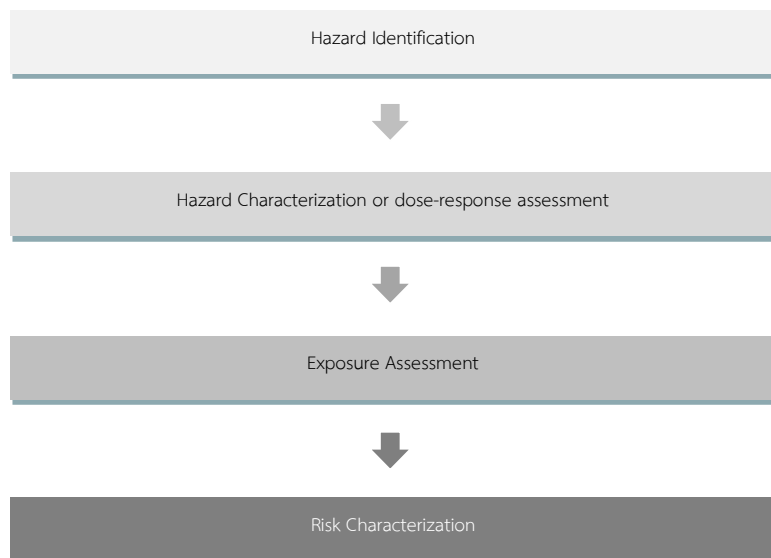 Hazard Identification
Hazard Characterization or dose-response assessment
Exposure Assessment
Risk Characterization